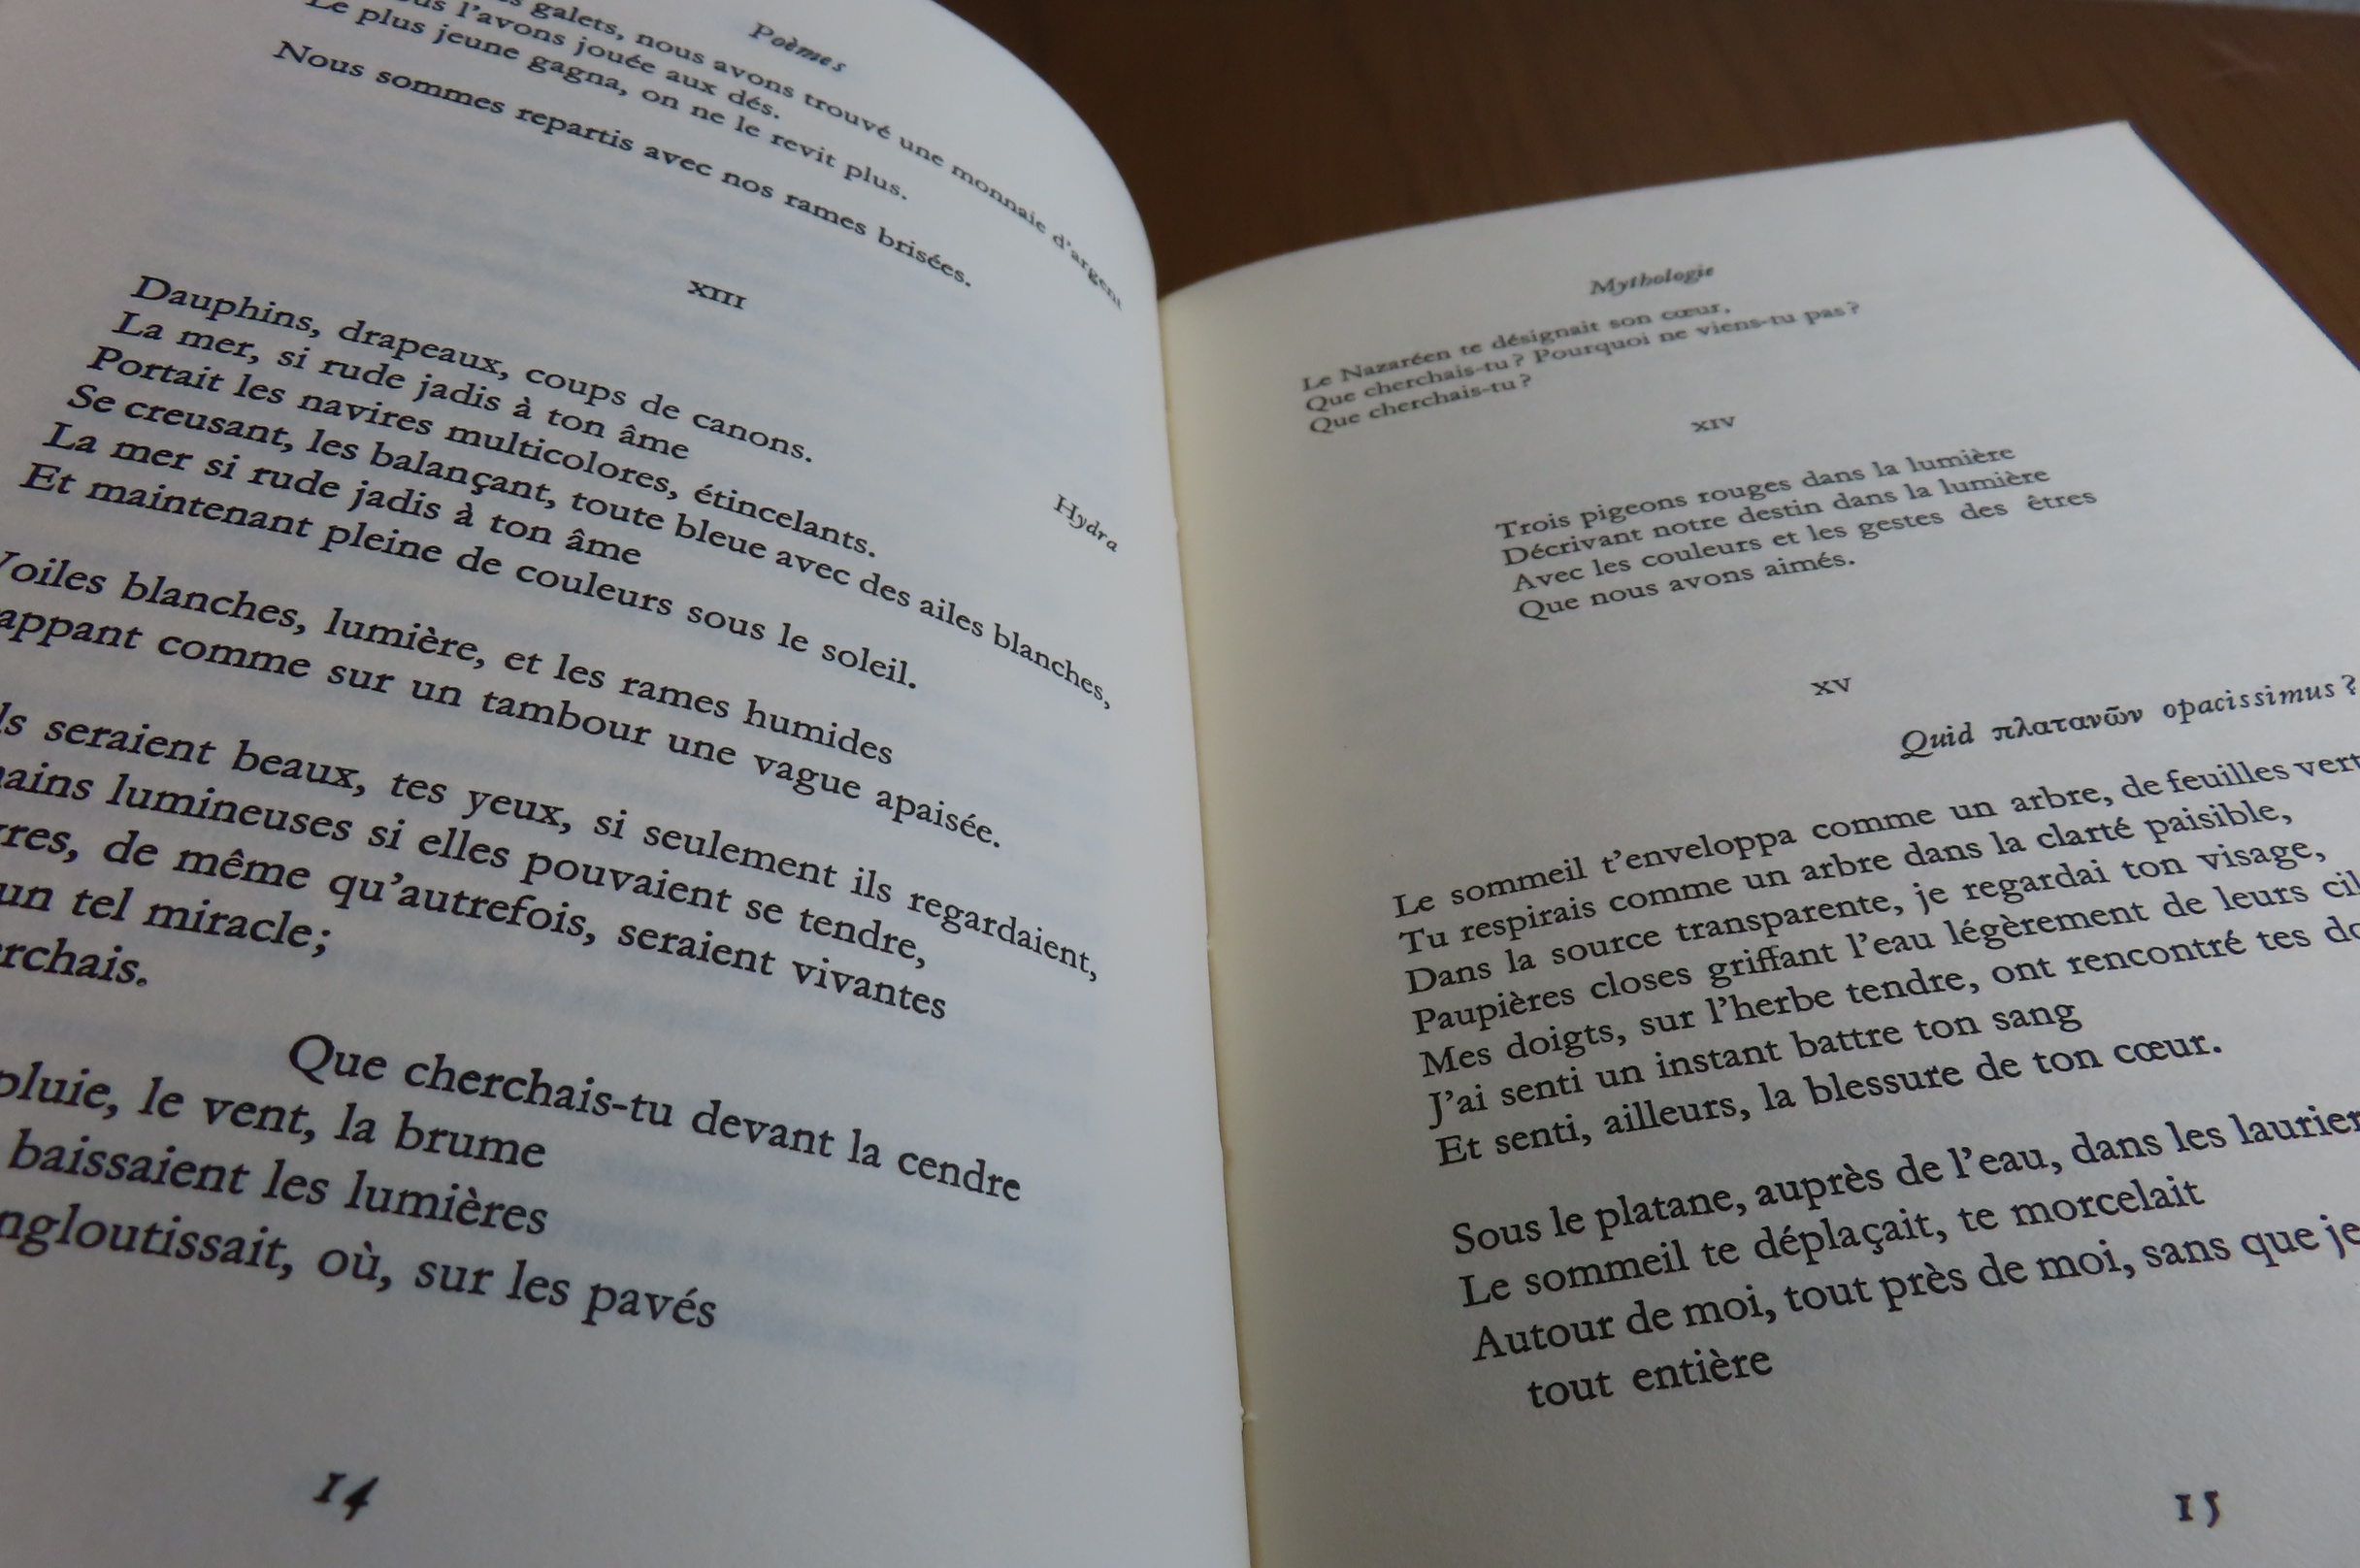 Poèmes
galets, nous avons trouvé une monnaie d'argent
l'avons jouée aux dés.
Le plus jeune gagna, on ne le revit plus.
Nous sommes repartis avec nos rames brisées.
XIII
Hydra
Dauphins, drapeaux, coups de canons.
La mer, si rude jadis à ton âme
Portait les navires multicolores, étincelants.
Se creusant, les balançant, toute bleue avec des ailes blanches,
La mer si rude jadis à ton âme
Et maintenant pleine de couleurs sous le soleil.
Voiles blanches, lumière, et les rames humides
appant comme sur un tambour une vague apaisée.
ls seraient beaux, tes yeux, si seulement ils regardaient,
ains lumineuses si elles pouvaient se tendre,
res, de même qu'autrefois, seraient vivantes
un tel miracle;
rchais.
Que cherchais-tu devant la cendre
pluie, le vent, la brume
baissaient les lumières
ngloutissait, où, sur les pavés
14
Mythologie
Le Nazaréen te désignait son cœur,
Que cherchais-tu? Pourquoi ne viens-tu pas?
Que cherchais-tu?
XIV
Trois pigeons rouges dans la lumière
Décrivant notre destin dans la lumière
Avec les couleurs et les gestes des êtres
Que nous avons aimés.
XV
Quid πλατανῶν opacissimus?
Le sommeil t'enveloppa comme un arbre, de feuilles vert
Tu respirais comme un arbre dans la clarté paisible,
Dans la source transparente, je regardai ton visage,
Paupières closes griffant l'eau légèrement de leurs cil
Mes doigts, sur l'herbe tendre, ont rencontré tes do
J'ai senti un instant battre ton sang
Et senti, ailleurs, la blessure de ton cœur.
Sous le platane, auprès de l'eau, dans les laurier
Le sommeil te déplaçait, te morcelait
Autour de moi, tout près de moi, sans que je
tout entière
15